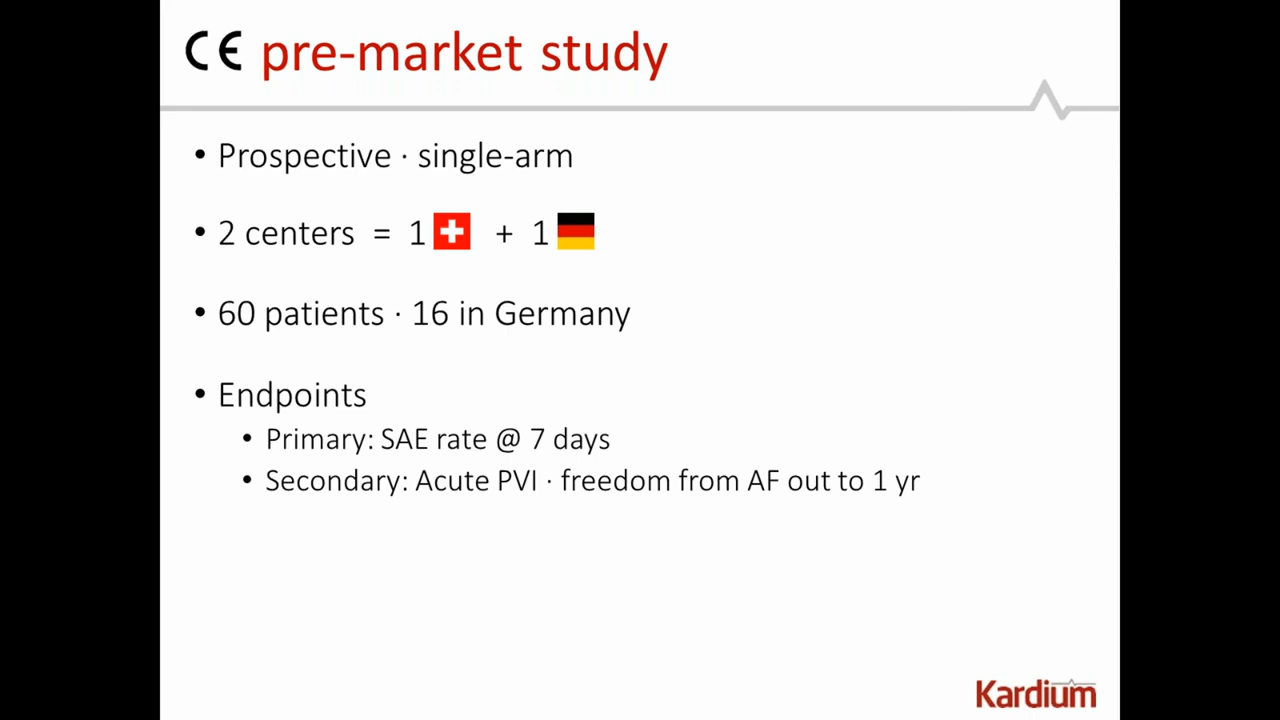 CE pre-market study
• Prospective · single-arm
• 2 centers = 1 + 1
• 60 patients · 16 in Germany
• Endpoints
• Primary: SAE rate @ 7 days
• Secondary: Acute PVI · freedom from AF out to 1 yr
Kardium